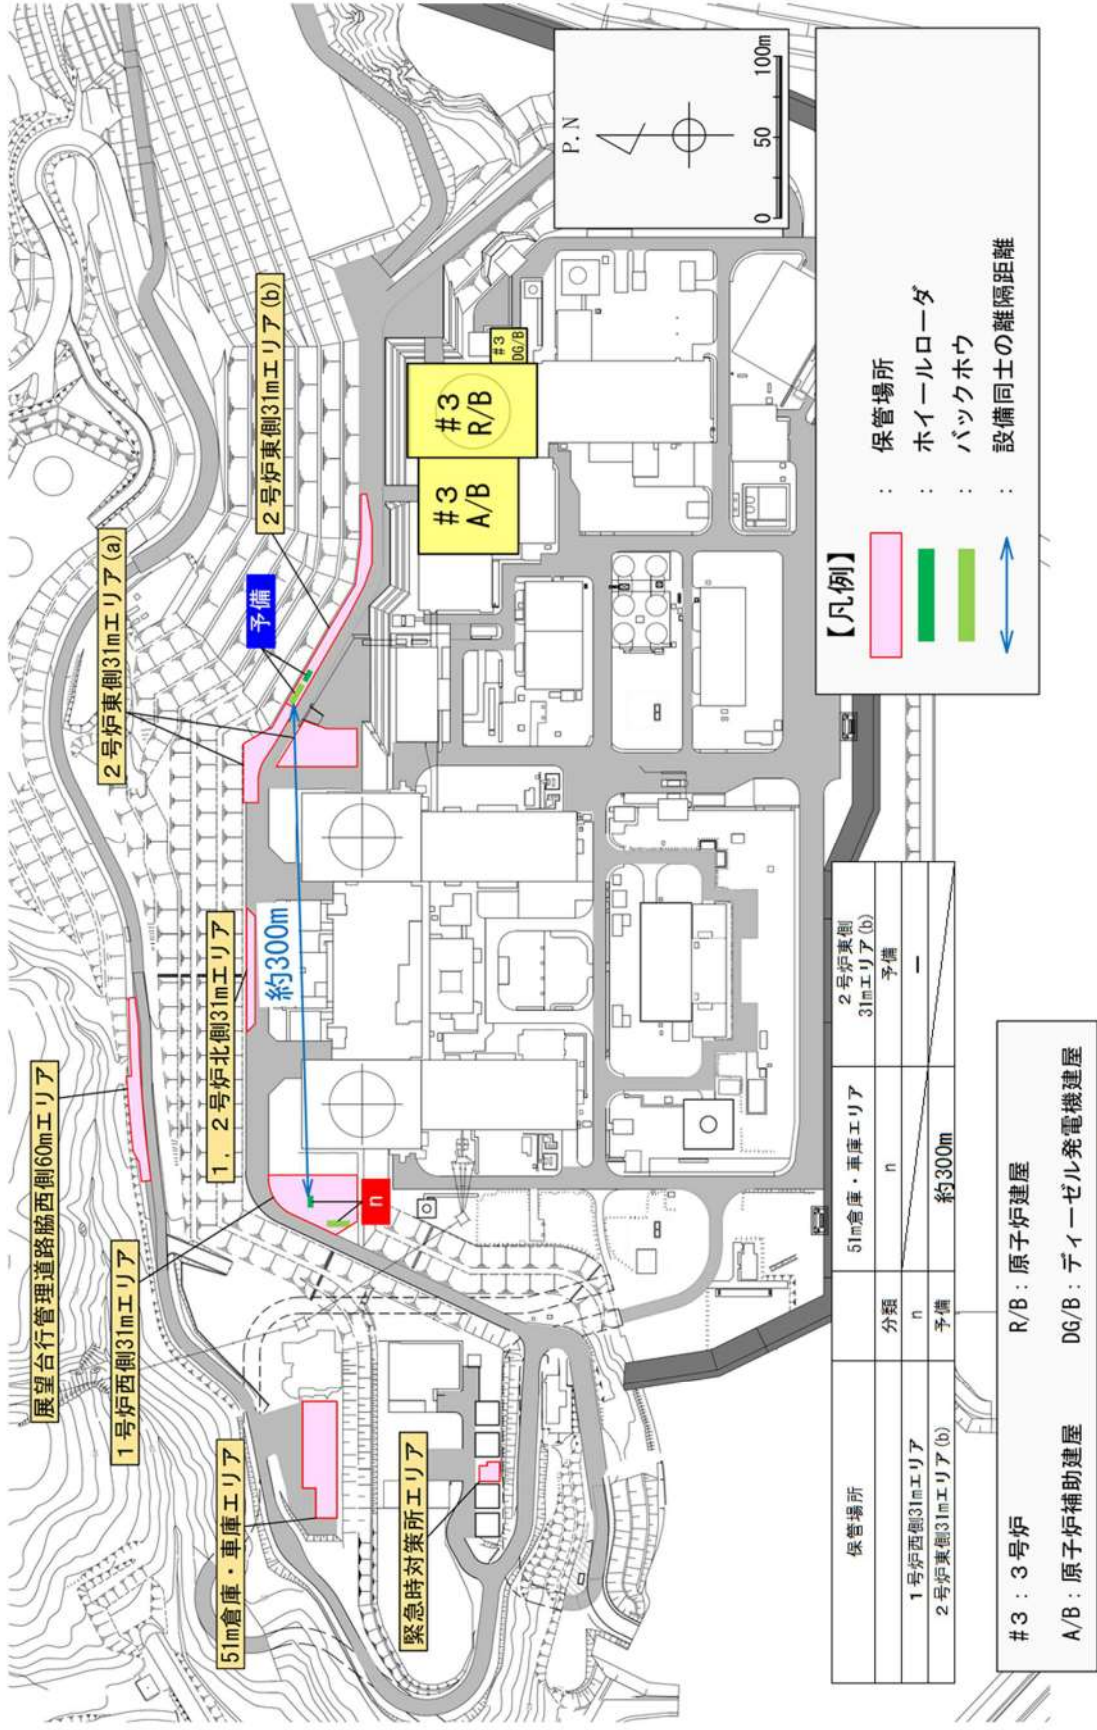 展望台行管理道路脇西側60mエリア
1号炉西側31mエリア
51m倉庫・車庫エリア
緊急時対策所エリア
1,2号炉北側31mエリア
2号炉東側31mエリア(a)
2号炉東側31mエリア(b)
予備
約300m
n
#3
A/B
#3
R/B
#3
DG/B
P.N
0 50 100m
【凡例】
: 保管場所
: ホイールローダ
: バックホウ
: 設備同士の離隔距離
保管場所 51m倉庫・車庫エリア 2号炉東側
31mエリア(b)
分類 n 予備
1号炉西側31mエリア n ー
2号炉東側31mエリア(b) 予備 約300m
#3:3号炉 R/B:原子炉建屋
A/B:原子炉補助建屋 DG/B:ディーゼル発電機建屋